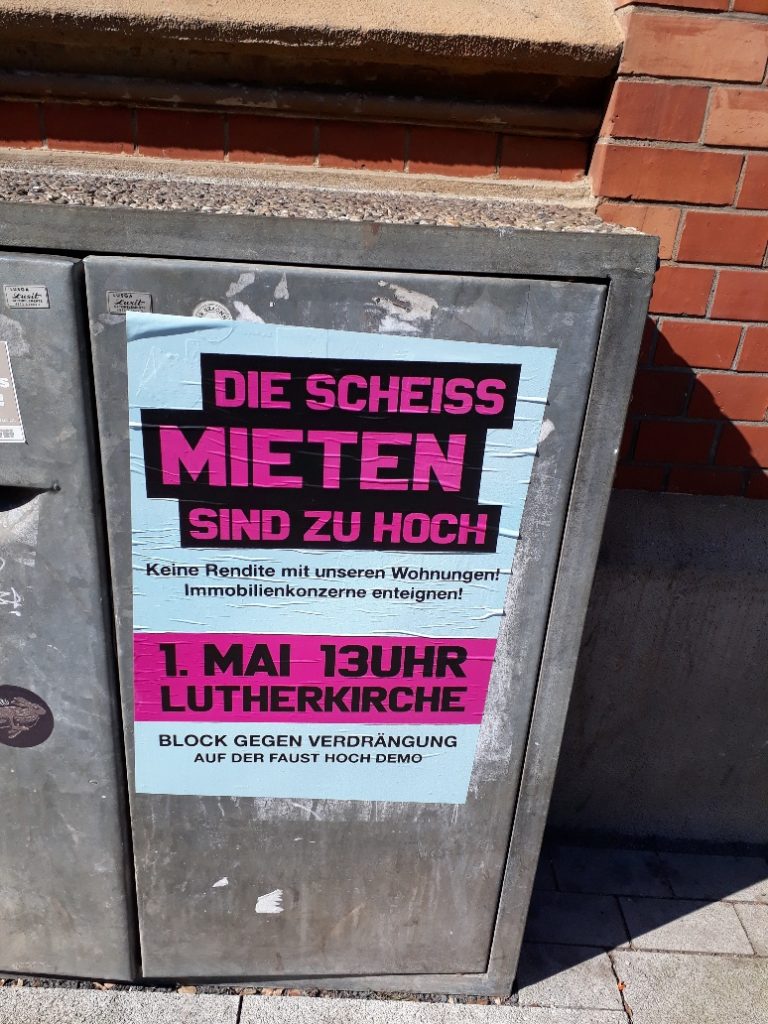 DIE SCHEISS
MIETEN
SIND ZU HOCH
Keine Rendite mit unseren Wohnungen!
Immobilienkonzerne enteignen!
1. MAI 13UHR
LUTHERKIRCHE
BLOCK GEGEN VERDRÄNGUNG
AUF DER FAUST HOCH DEMO